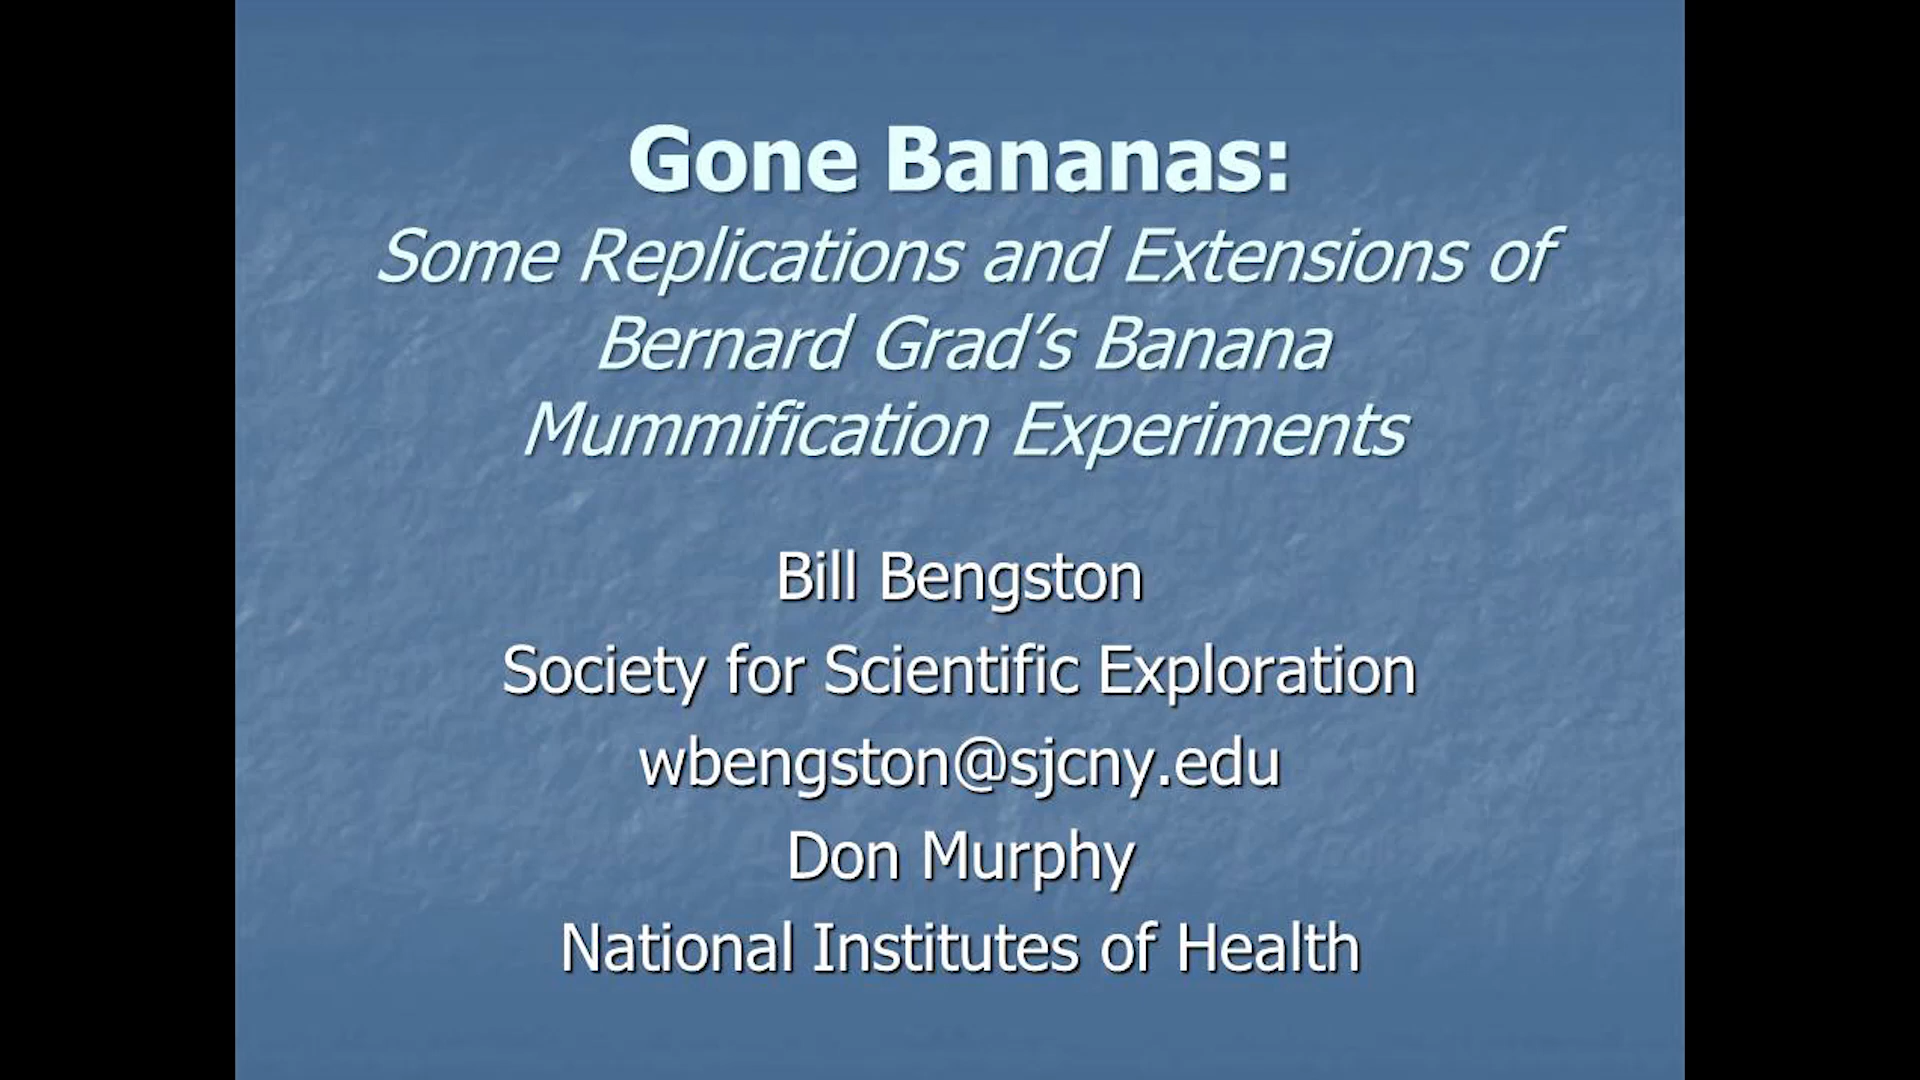 Gone Bananas:
Some Replications and Extensions of
Bernard Grad’s Banana
Mummification Experiments
Bill Bengston
Society for Scientific Exploration
wbengston@sjcny.edu
Don Murphy
National Institutes of Health